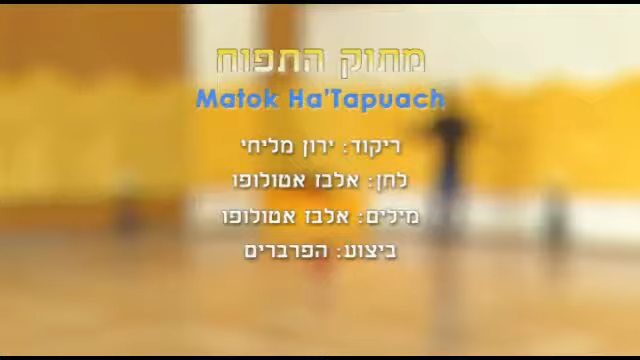 מתוק התפוח
Matok Ha'Tapuach
ריקוד: ירון מליחי
לחן: אלבז אטולופו
מילים: אלבז אטולופו
ביצוע: הפרברים